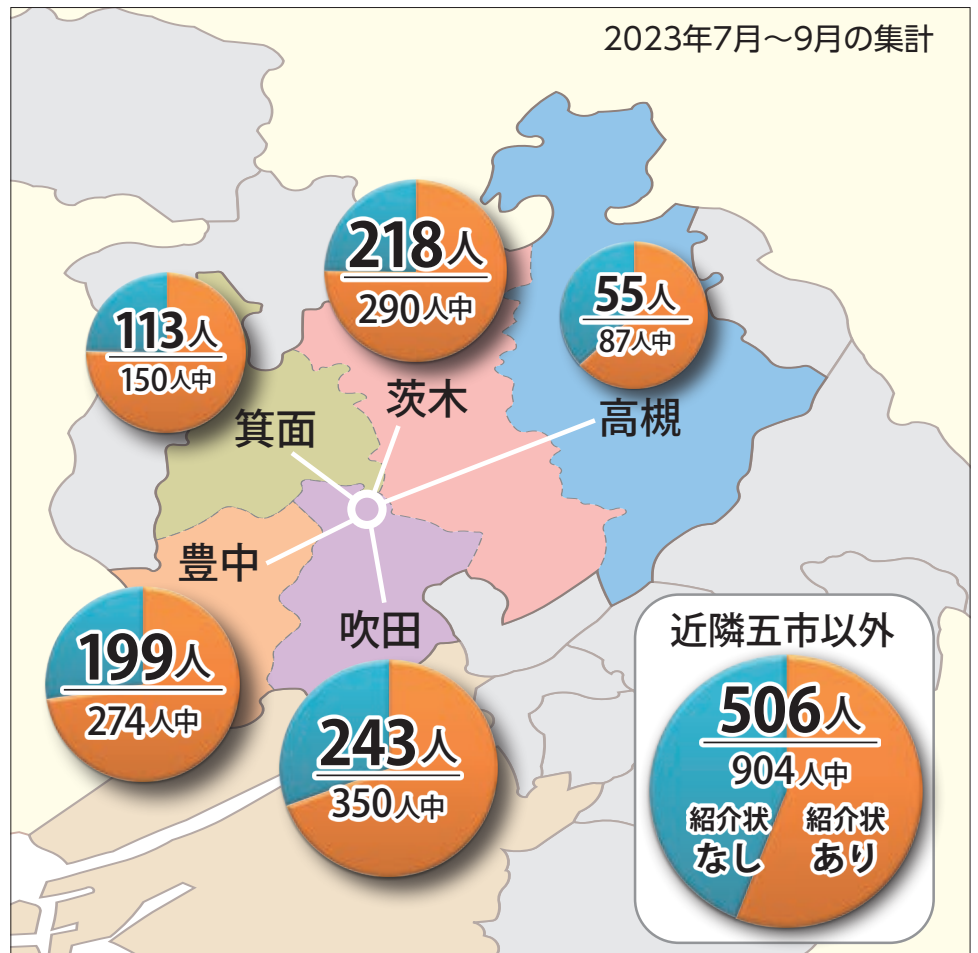 2023年7月～9月の集計
218人
290人中
55人
87人中
113人
150人中
茨木
高槻
箕面
豊中
吹田
199人
274人中
243人
350人中
近隣五市以外
506人
904人中
紹介状
なし
紹介状
あり